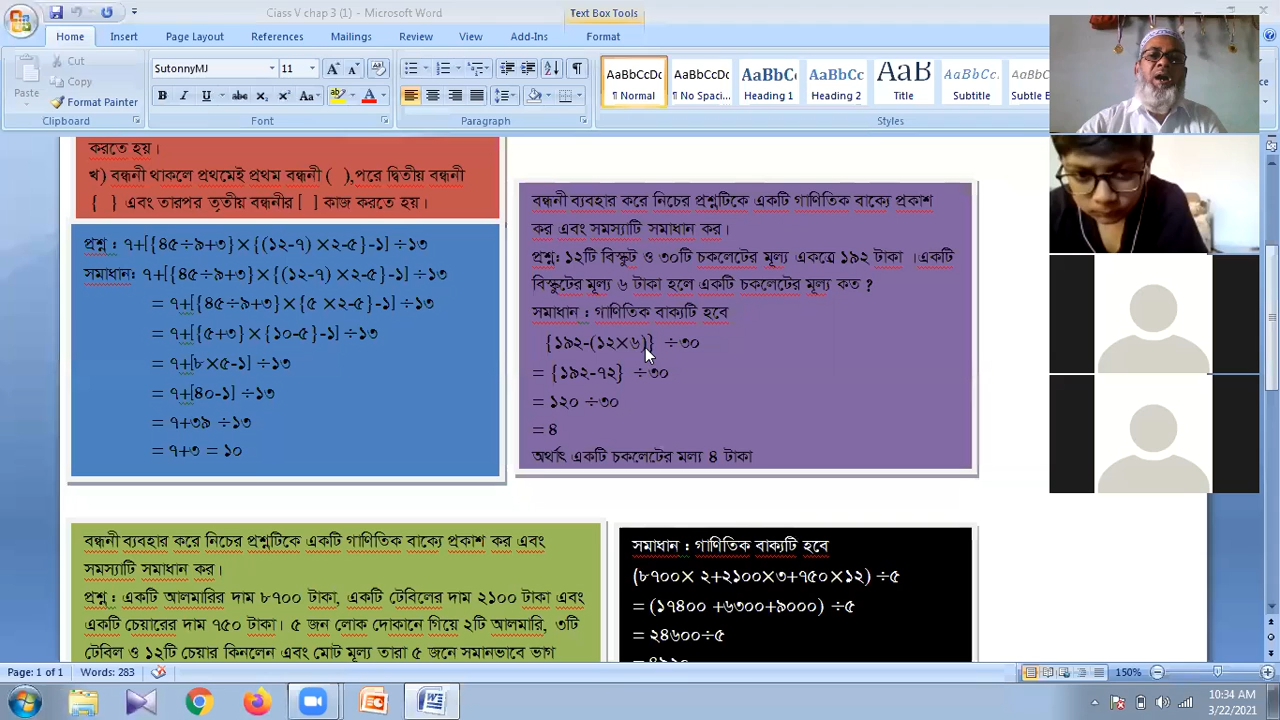 Class V chap 3 (1) - Microsoft Word
Text Box Tools
Home Insert Page Layout References Mailings Review View Add-Ins Format
Paste
Cut
Copy
Format Painter
Clipboard
SutonnyMJ 11
Font
Paragraph
AaBbCcDc AaBbCcDc AaBbCc AaBbCc AaB AaBbCc AaBbCcD
¶ Normal ¶ No Spaci... Heading 1 Heading 2 Title Subtitle Subtle E
Styles
করতে হয়।
খ) বন্ধনী থাকলে প্রথমেই প্রথম বন্ধনী ( ),পরে দ্বিতীয় বন্ধনী
{ } এবং তারপর তৃতীয় বন্ধনীর [ ] কাজ করতে হয়।
প্রশ্ন : ৭+[{৪৫÷৯+৩}×{(১২-৭) ×২-৫}-১] ÷১৩
সমাধান: ৭+[{৪৫÷৯+৩}×{(১২-৭) ×২-৫}-১] ÷১৩
= ৭+[{৪৫÷৯+৩}×{৫ ×২-৫}-১] ÷১৩
= ৭+[{৫+৩}×{১০-৫}-১] ÷১৩
= ৭+[৮×৫-১] ÷১৩
= ৭+[৪০-১] ÷১৩
= ৭+৩৯ ÷১৩
= ৭+৩ = ১০
বন্ধনী ব্যবহার করে নিচের প্রশ্নটিকে একটি গাণিতিক বাক্যে প্রকাশ
কর এবং সমস্যাটি সমাধান কর।
প্রশ্ন: ১২টি বিস্কুট ও ৩০টি চকলেটের মূল্য একত্রে ১৯২ টাকা ।একটি
বিস্কুটের মূল্য ৬ টাকা হলে একটি চকলেটের মূল্য কত ?
সমাধান : গাণিতিক বাক্যটি হবে
{১৯২-(১২×৬)} ÷৩০
= {১৯২-৭২} ÷৩০
= ১২০ ÷৩০
= ৪
অর্থাৎ একটি চকলেটের মূল্য ৪ টাকা
বন্ধনী ব্যবহার করে নিচের প্রশ্নটিকে একটি গাণিতিক বাক্যে প্রকাশ কর এবং
সমস্যাটি সমাধান কর।
প্রশ্ন : একটি আলমারির দাম ৮৭০০ টাকা, একটি টেবিলের দাম ২১০০ টাকা এবং
একটি চেয়ারের দাম ৭৫০ টাকা। ৫ জন লোক দোকানে গিয়ে ২টি আলমারি, ৩টি
টেবিল ও ১২টি চেয়ার কিনলেন এবং মোট মূল্য তারা ৫ জনে সমানভাবে ভাগ
সমাধান : গাণিতিক বাক্যটি হবে
(৮৭০০× ২+২১০০×৩+৭৫০×১২) ÷৫
= (১৭৪০০ +৬৩০০+৯০০০) ÷৫
= ২৪৬০০÷৫
= ৪৯২০
Page: 1 of 1 Words: 283 150%
10:34 AM
3/22/2021